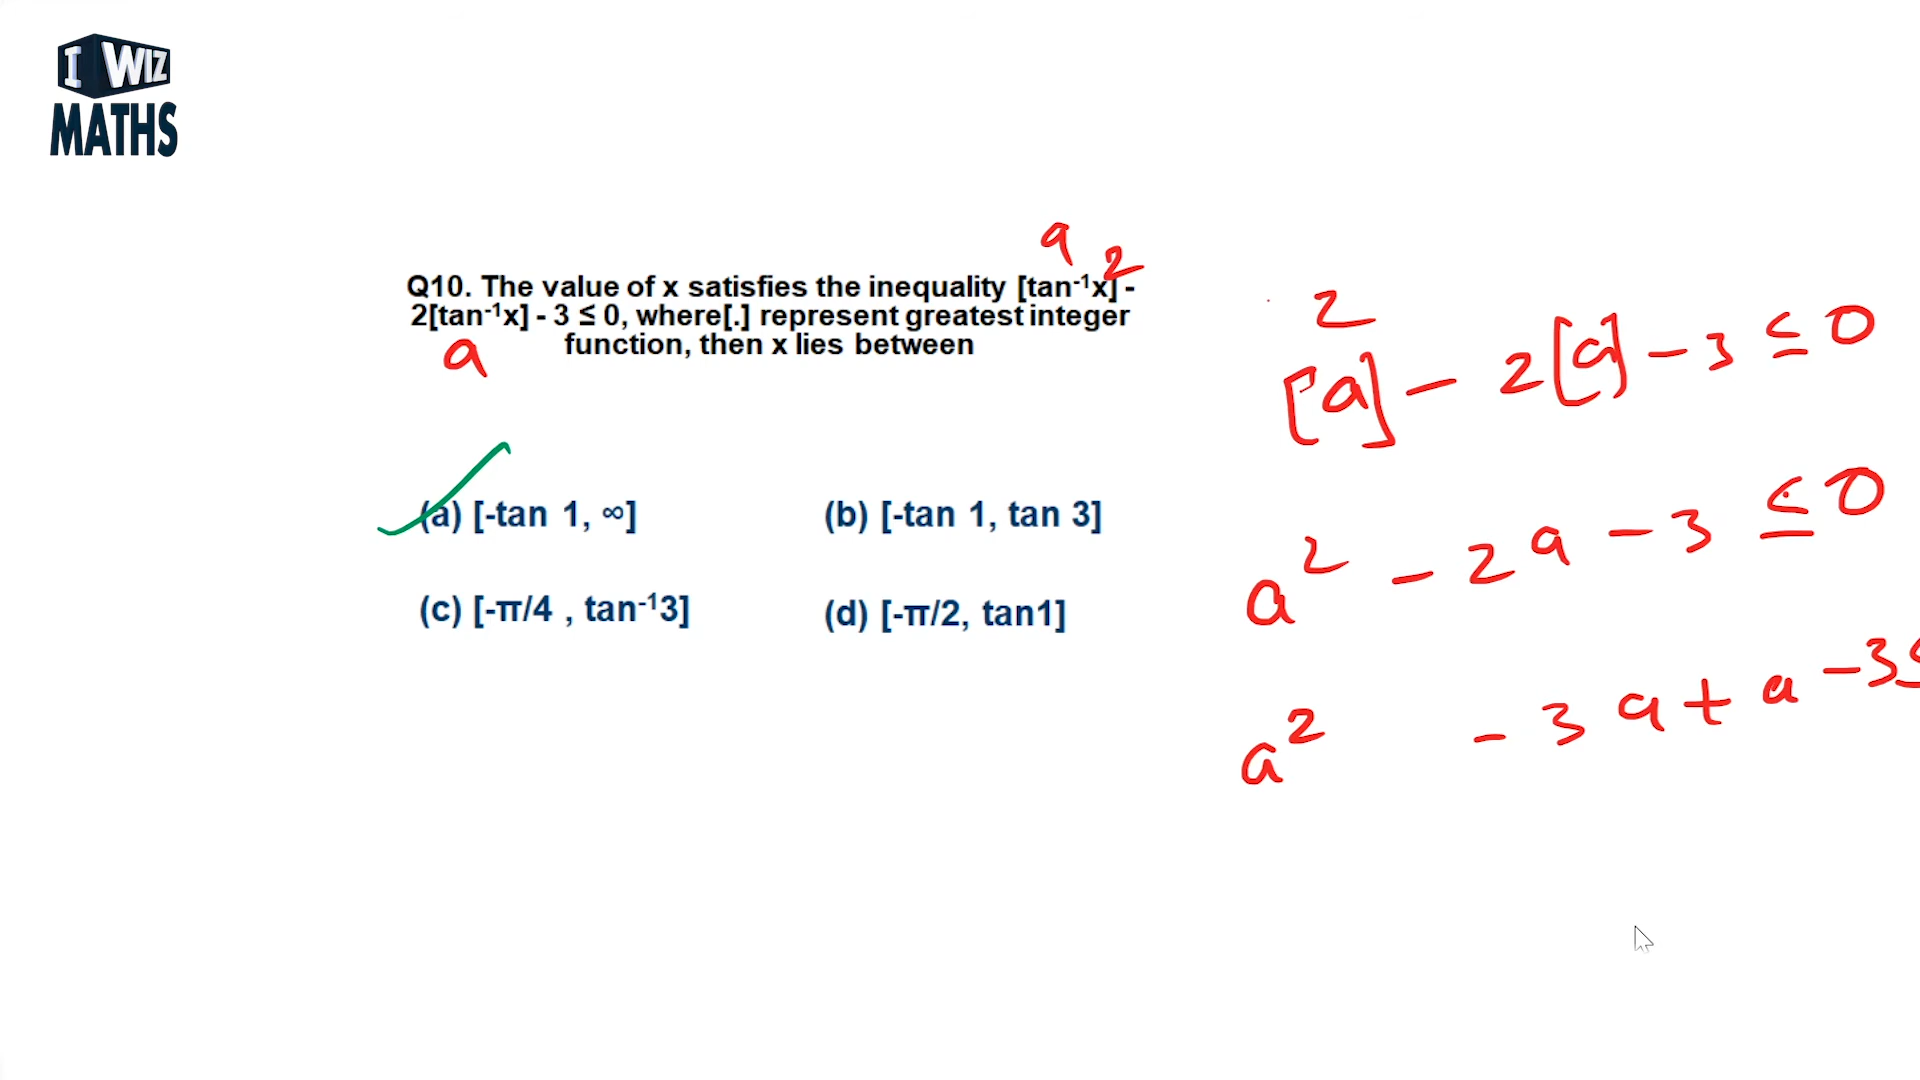 I WIZ
MATHS
a 2
Q10. The value of x satisfies the inequality [tan⁻¹x] -
2[tan⁻¹x] - 3 ≤ 0, where[.] represent greatest integer
function, then x lies between
a
(a) [-tan 1, ∞]
(b) [-tan 1, tan 3]
(c) [-π/4 , tan⁻¹3]
(d) [-π/2, tan1]
[a]² - 2[a] - 3 ≤ 0
a² - 2a - 3 ≤ 0
a² - 3a + a - 3 ≤